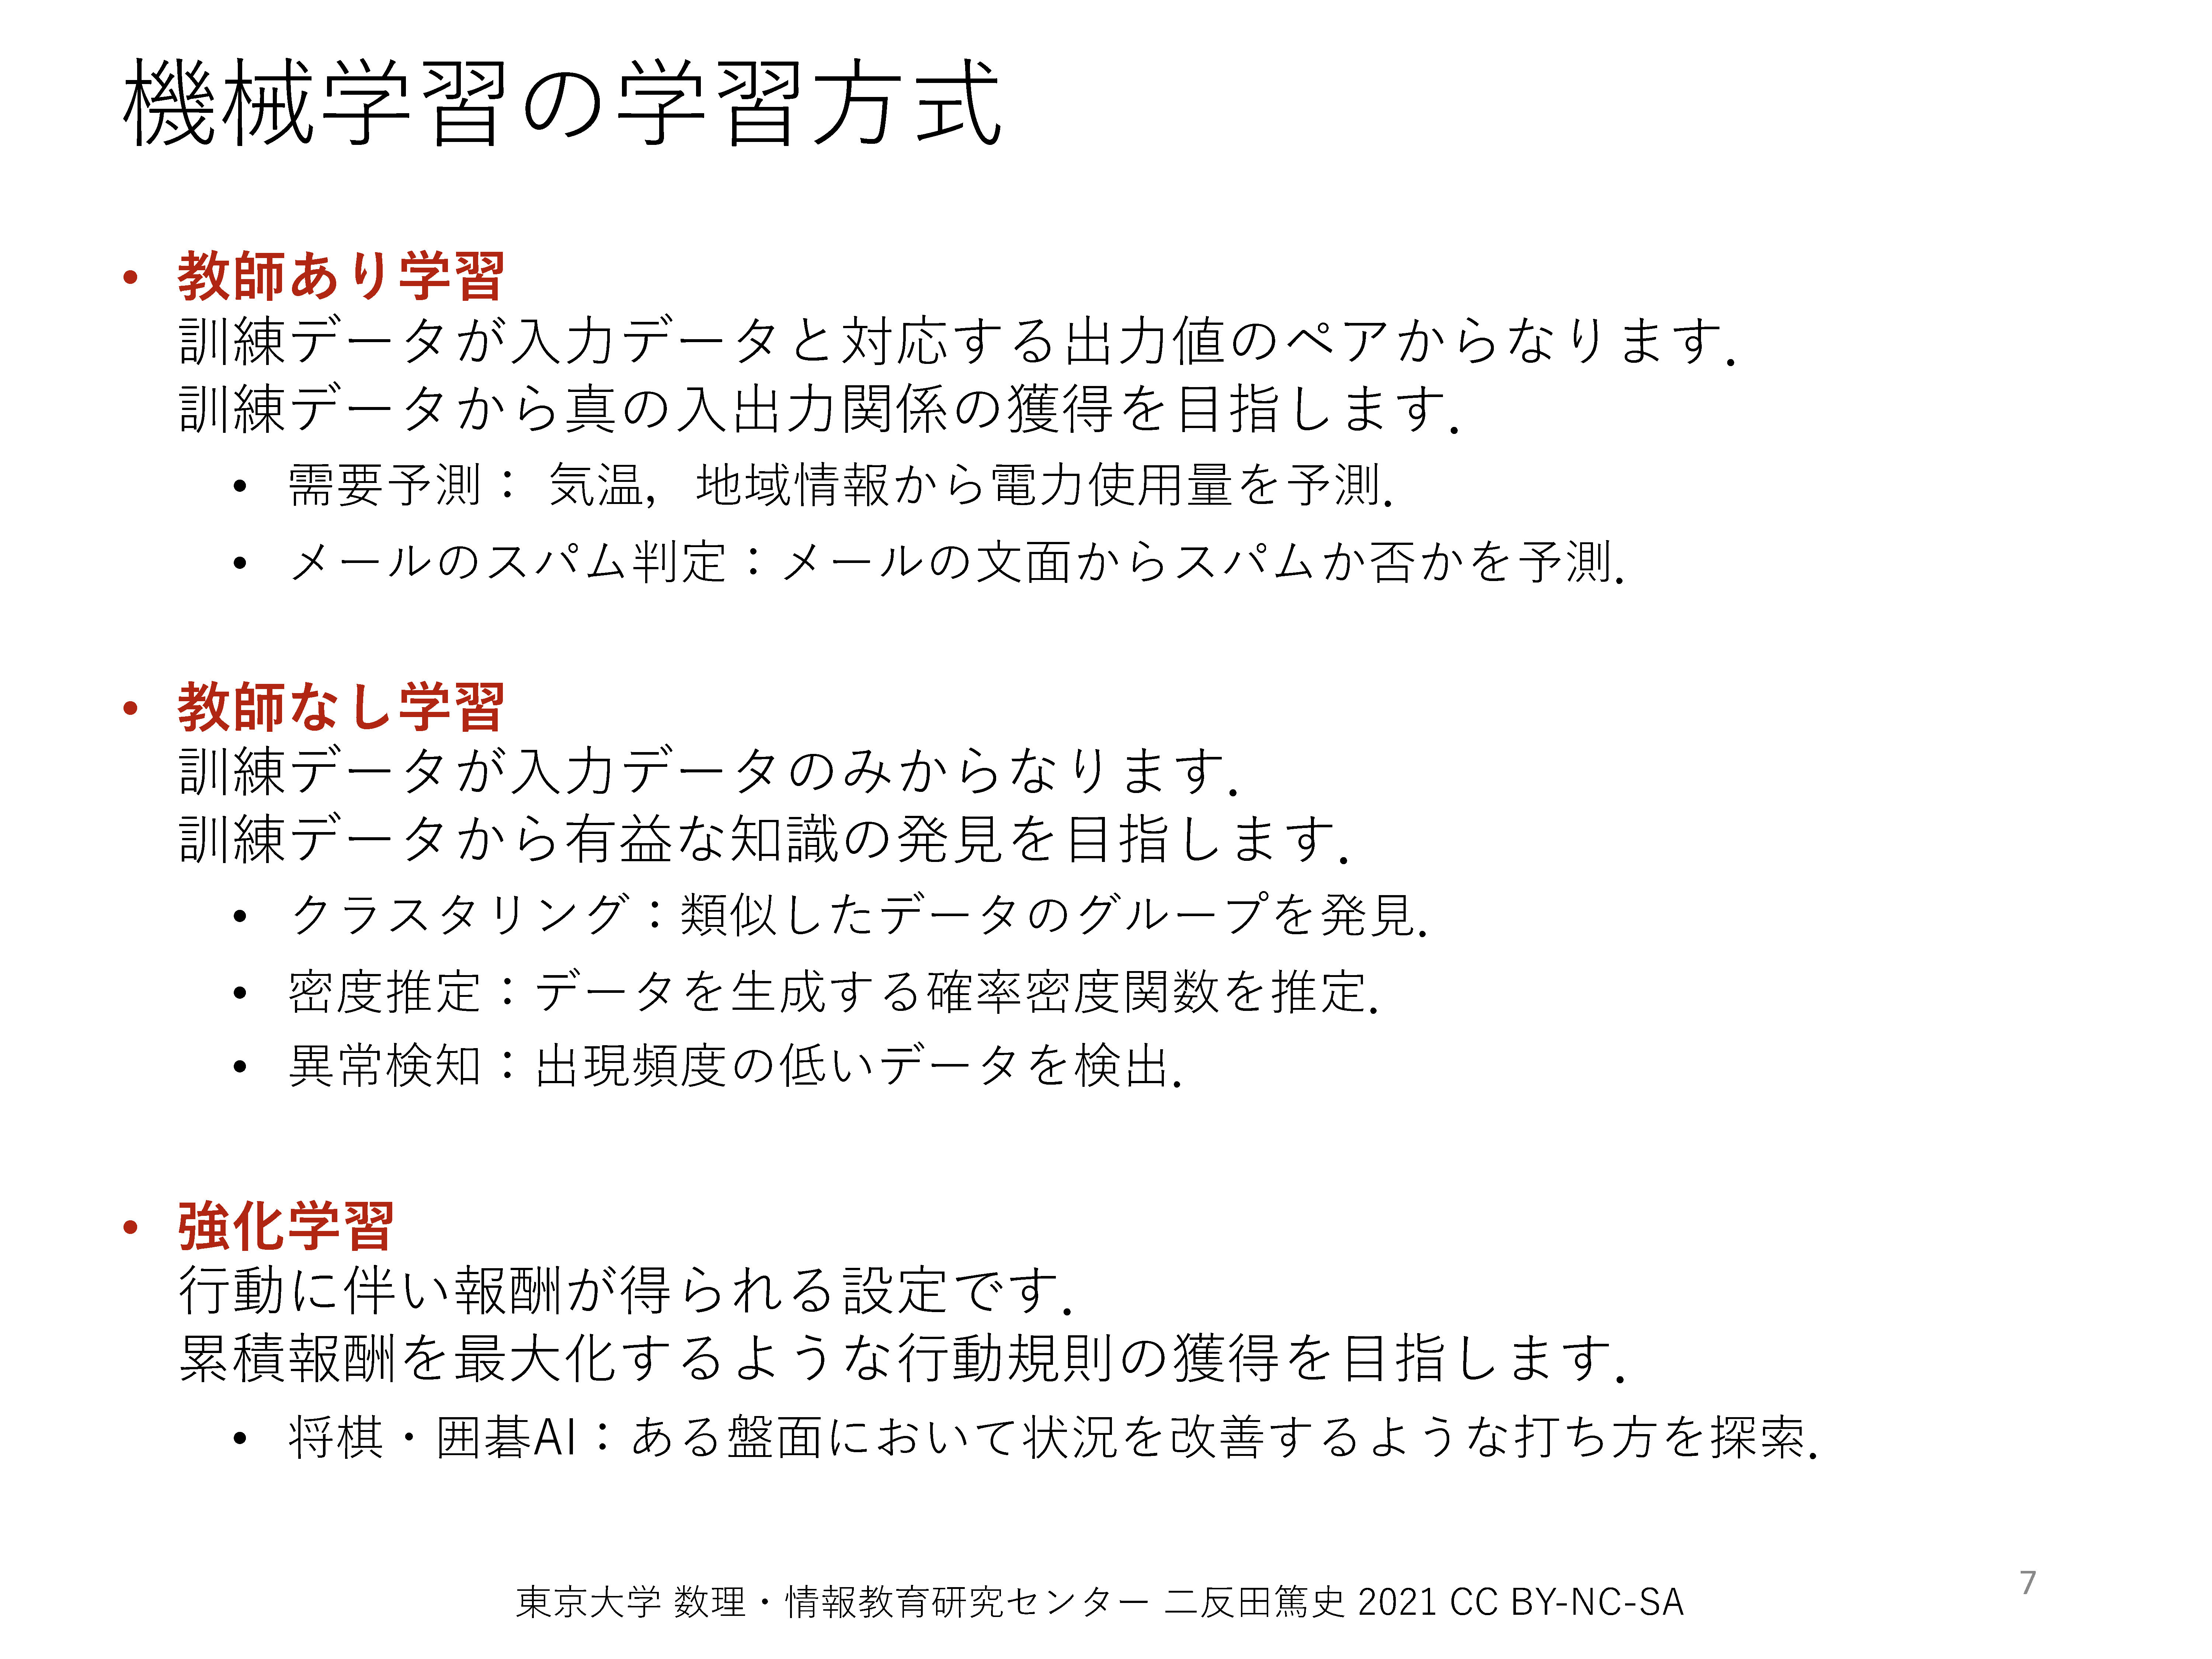 機械学習の学習方式
• 教師あり学習
訓練データが入力データと対応する出力値のペアからなります．
訓練データから真の入出力関係の獲得を目指します．
• 需要予測： 気温，地域情報から電力使用量を予測．
• メールのスパム判定：メールの文面からスパムか否かを予測．
• 教師なし学習
訓練データが入力データのみからなります．
訓練データから有益な知識の発見を目指します．
• クラスタリング：類似したデータのグループを発見．
• 密度推定：データを生成する確率密度関数を推定．
• 異常検知：出現頻度の低いデータを検出．
• 強化学習
行動に伴い報酬が得られる設定です．
累積報酬を最大化するような行動規則の獲得を目指します．
• 将棋・囲碁AI：ある盤面において状況を改善するような打ち方を探索．
東京大学 数理・情報教育研究センター 二反田篤史 2021 CC BY-NC-SA
7